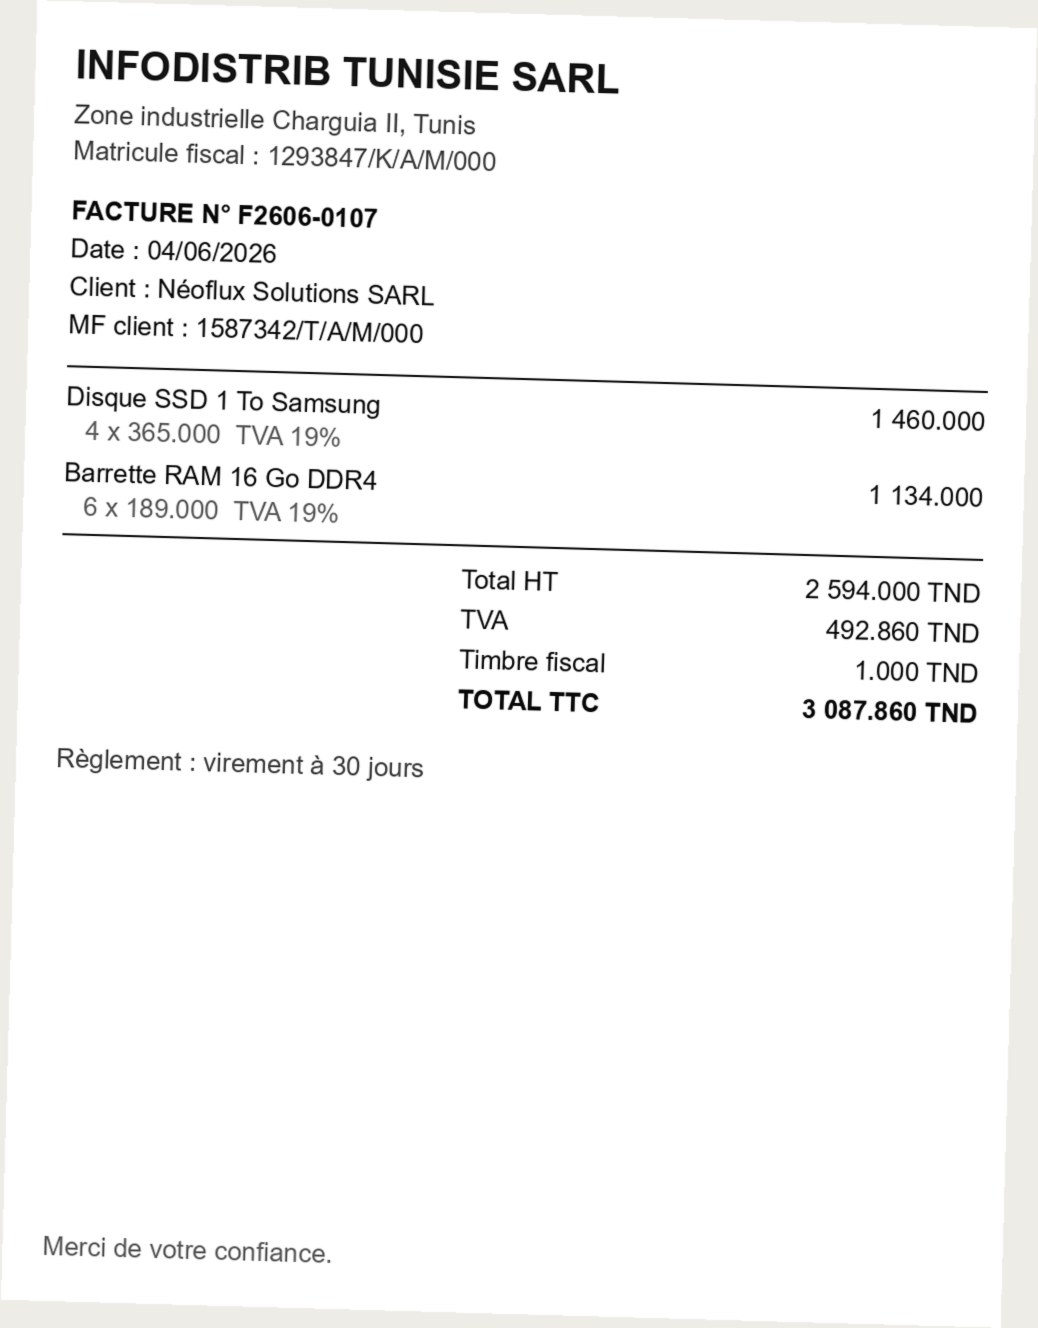 INFODISTRIB TUNISIE SARL
Zone industrielle Charguia II, Tunis
Matricule fiscal : 1293847/K/A/M/000
FACTURE N° F2606-0107
Date : 04/06/2026
Client : Néoflux Solutions SARL
MF client : 1587342/T/A/M/000
Disque SSD 1 To Samsung 1 460.000
4 x 365.000 TVA 19%
Barrette RAM 16 Go DDR4 1 134.000
6 x 189.000 TVA 19%
Total HT 2 594.000 TND
TVA 492.860 TND
Timbre fiscal 1.000 TND
TOTAL TTC 3 087.860 TND
Règlement : virement à 30 jours
Merci de votre confiance.